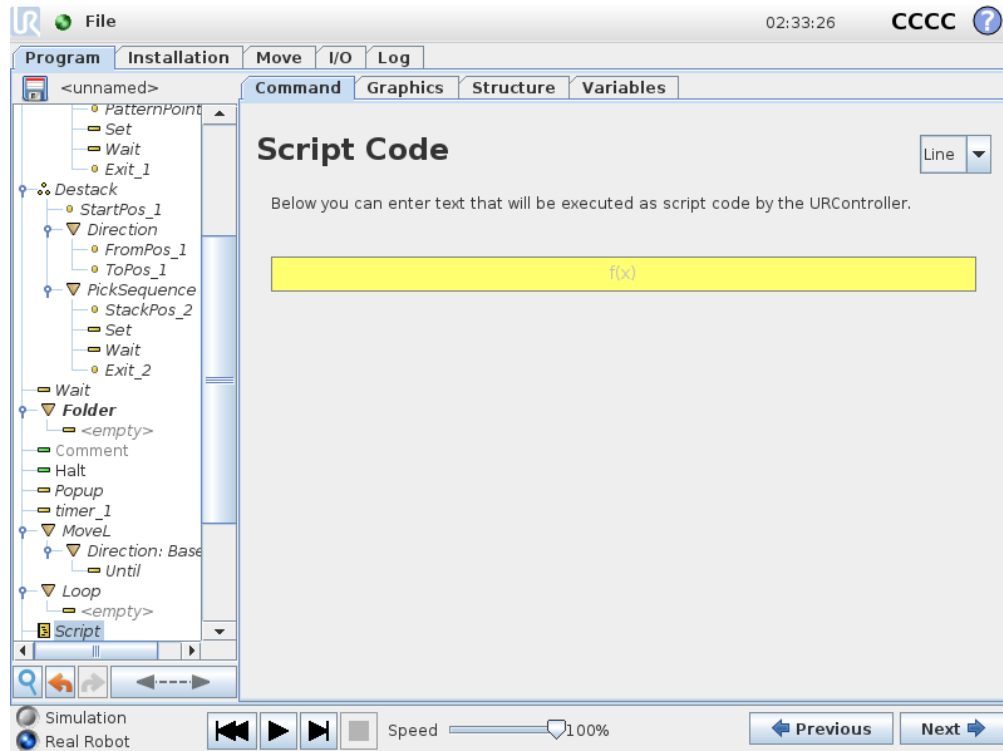 UR File 02:33:26 CCCC ?
Program Installation Move I/O Log
<unnamed>
Command Graphics Structure Variables
PatternPoint
Set
Wait
Exit_1
Destack
StartPos_1
Direction
FromPos_1
ToPos_1
PickSequence
StackPos_2
Set
Wait
Exit_2
Wait
Folder
<empty>
Comment
Halt
Popup
timer_1
MoveL
Direction: Base
Until
Loop
<empty>
Script
Script Code
Line
Below you can enter text that will be executed as script code by the URController.
f(x)
Simulation
Real Robot
Speed 100%
Previous Next